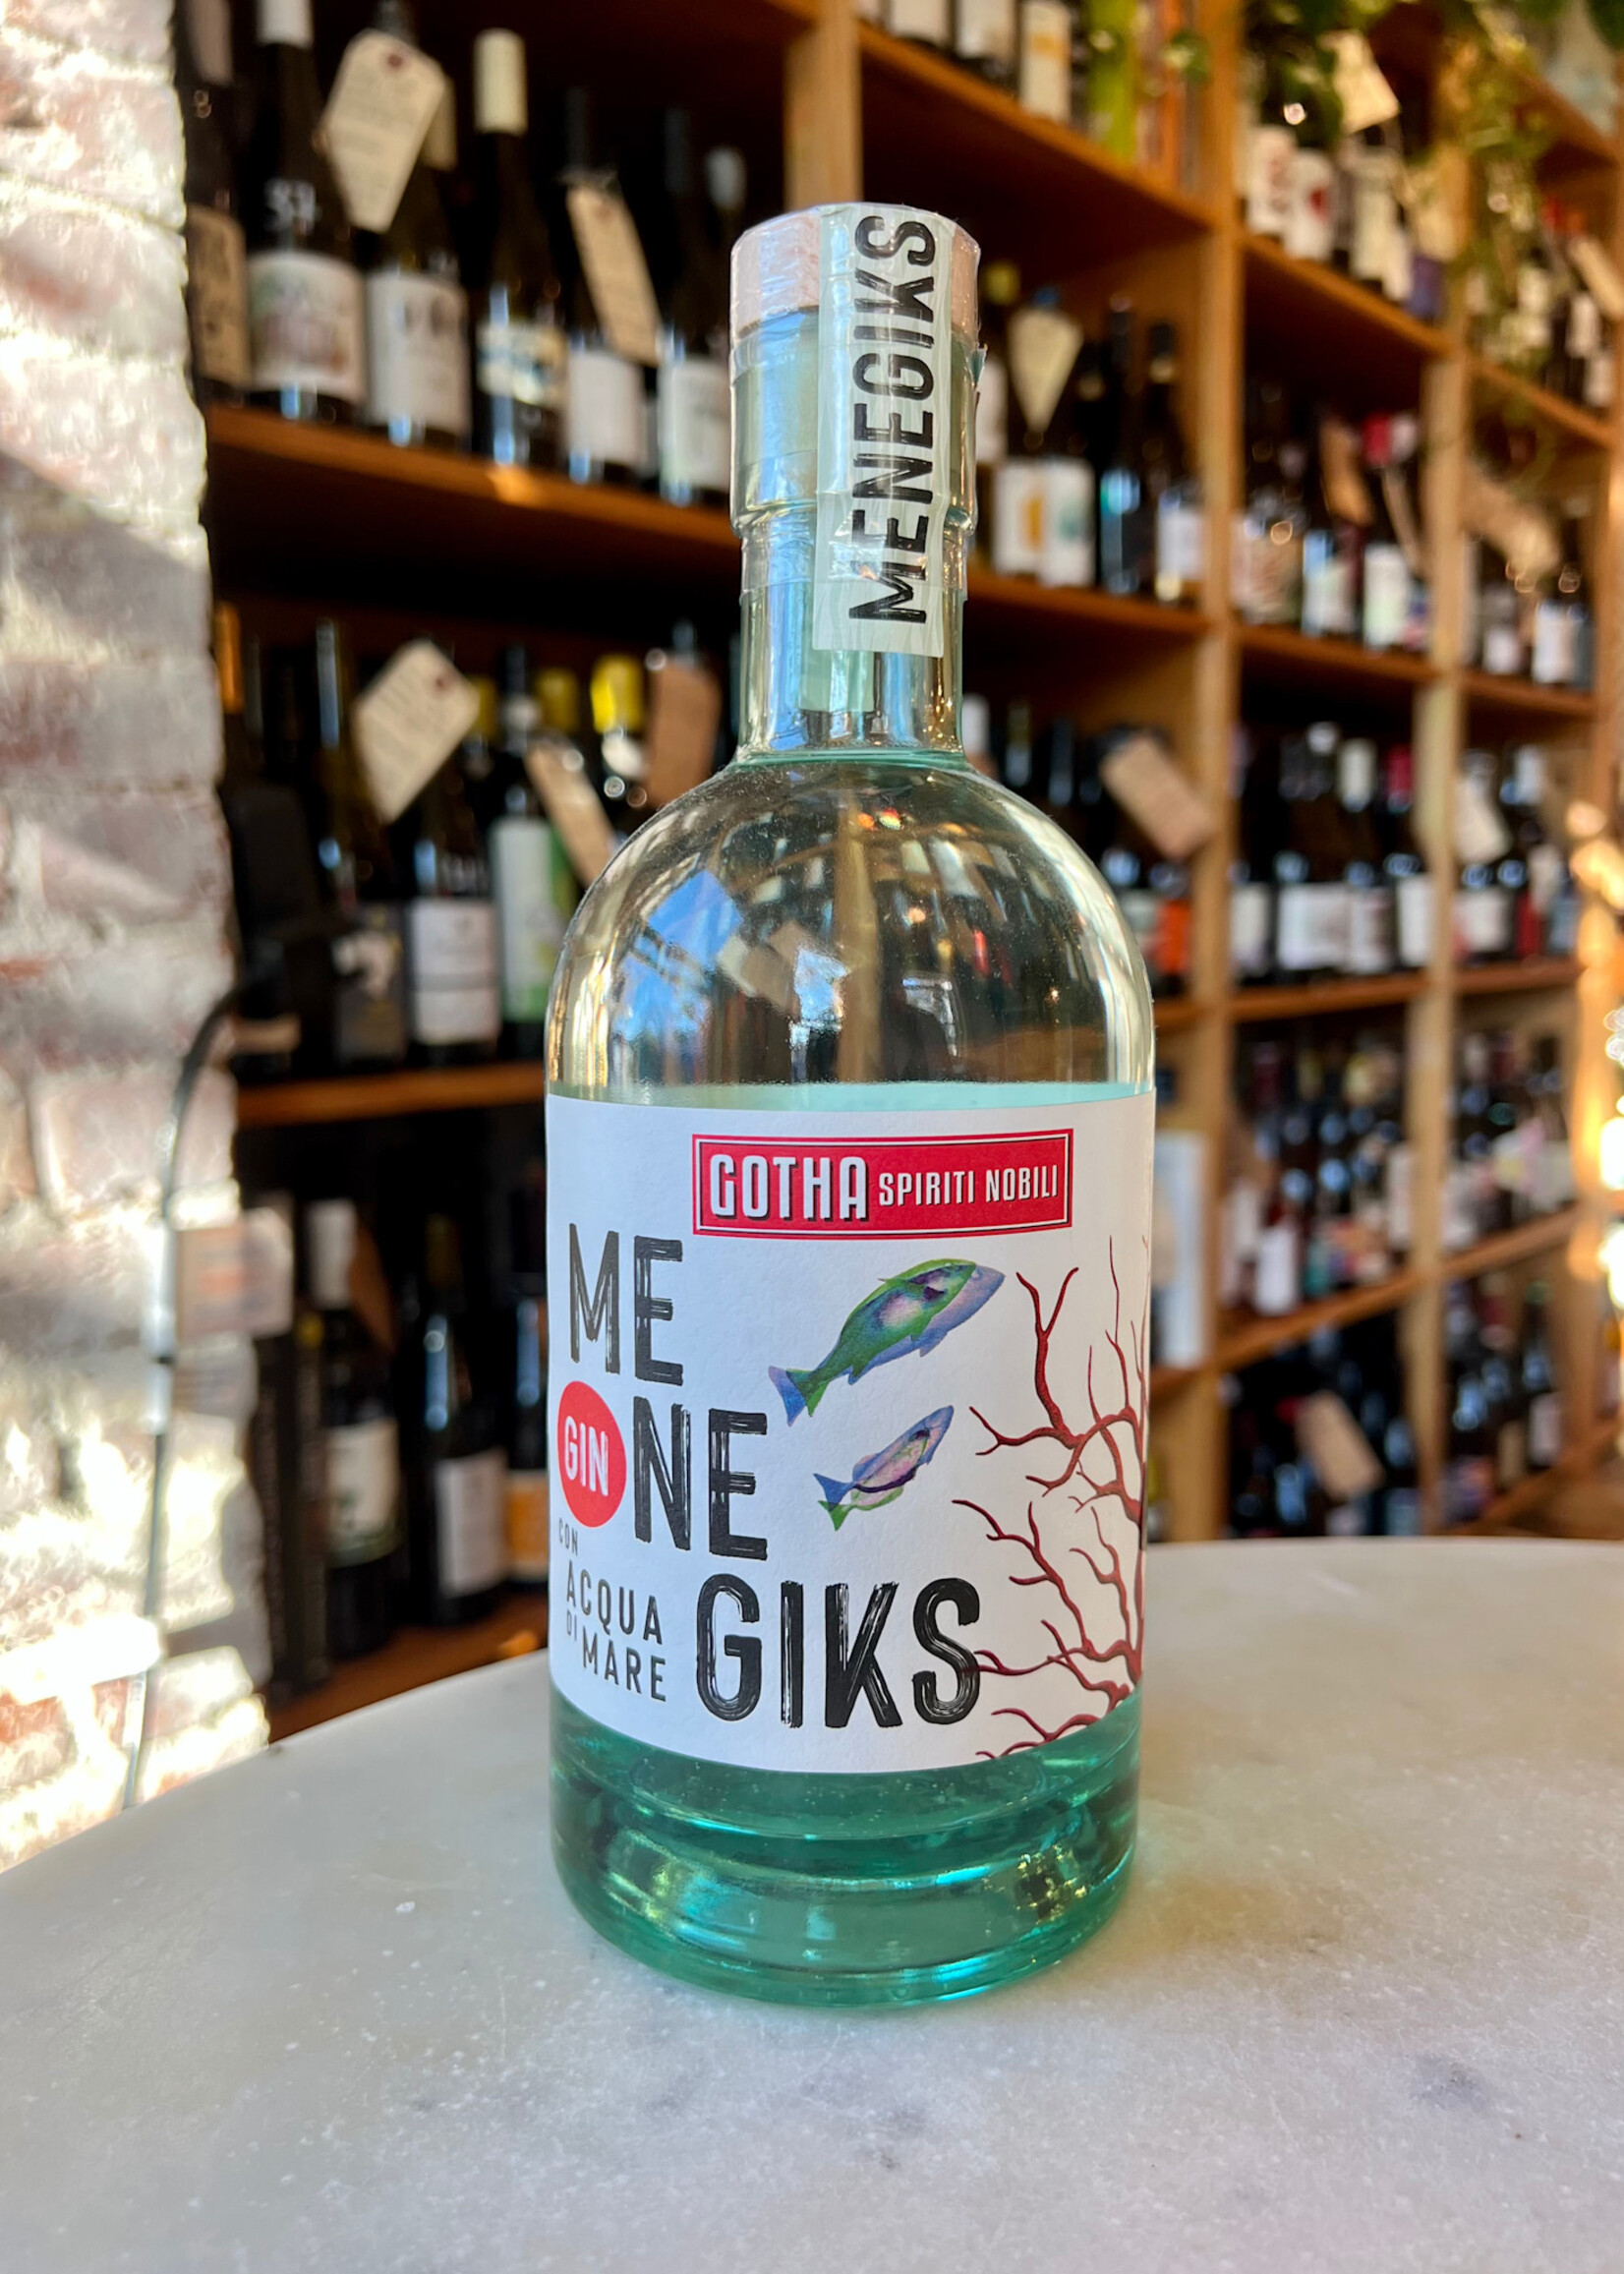 MENEGIKS
GOTHA SPIRITI NOBILI
ME
GIN NE
CON
ACQUA
DI MARE
GIKS